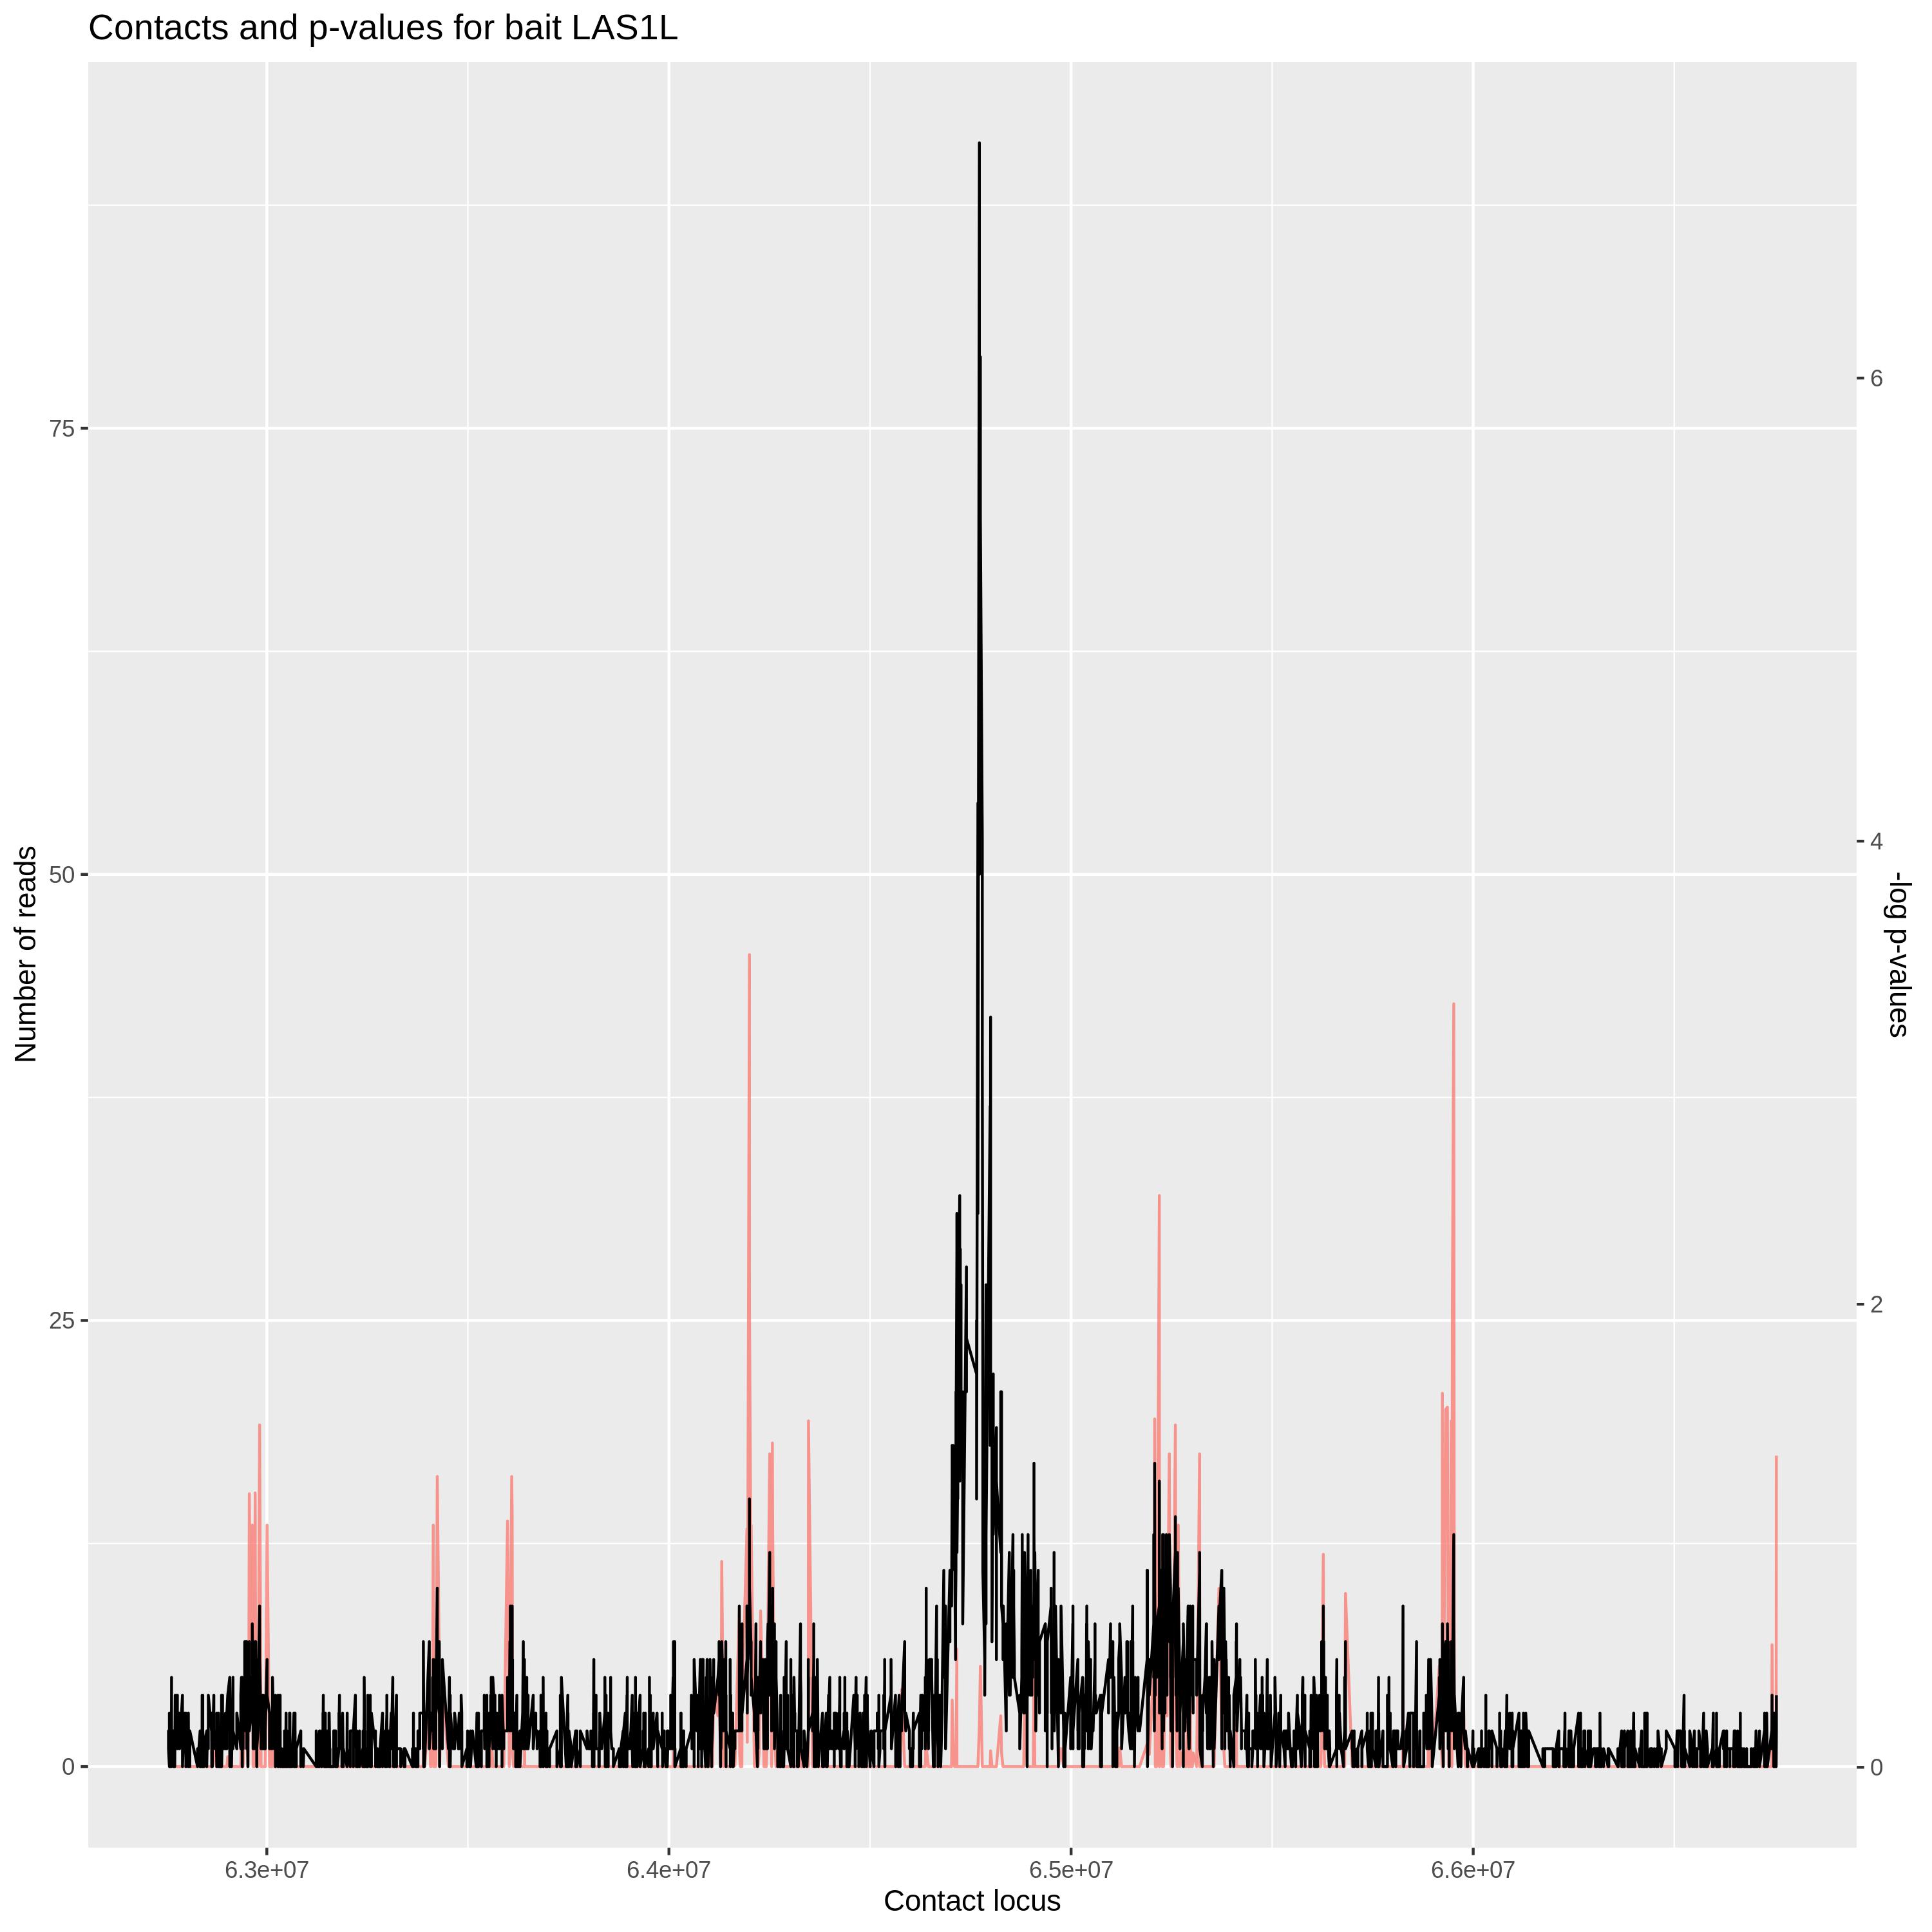 Contacts and p-values for bait LAS1L
75
50
25
0
6
4
2
0
Number of reads
-log p-values
6.3e+07
6.4e+07
6.5e+07
6.6e+07
Contact locus